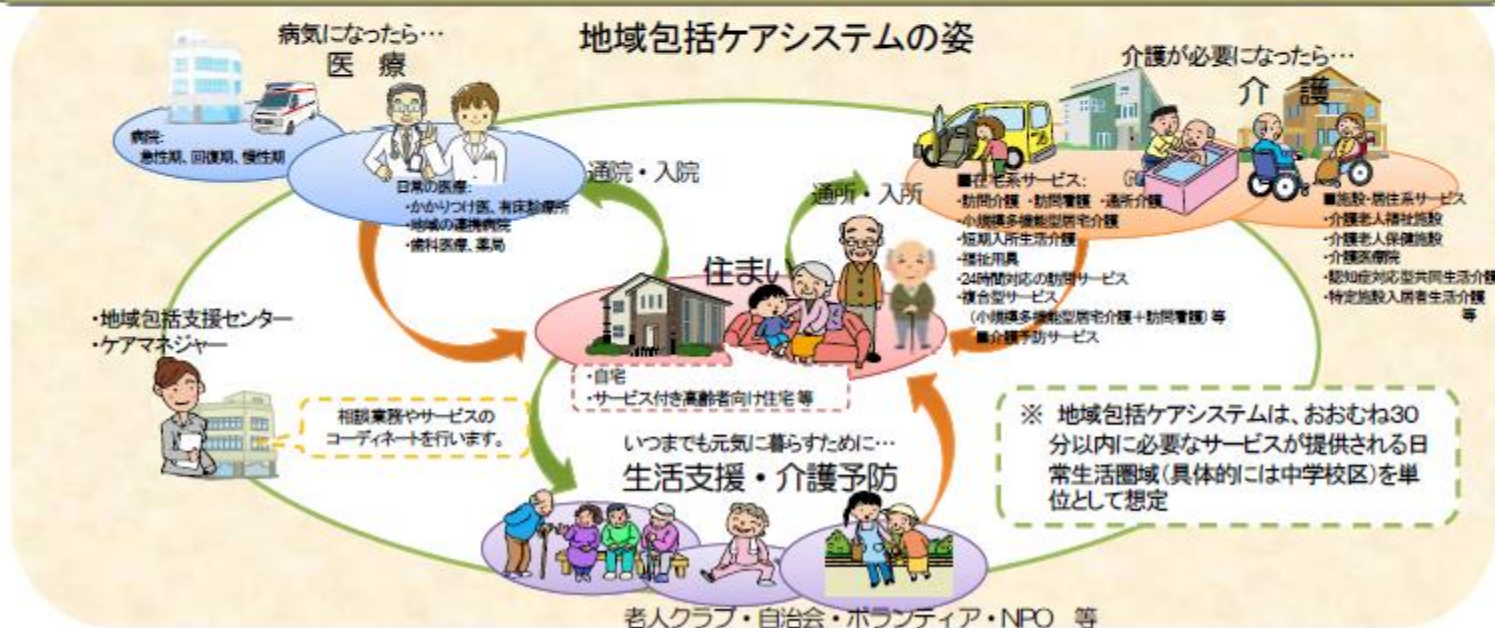 地域包括ケアシステムの姿
病気になったら…
医 療
病院:
急性期、回復期、慢性期
日常の医療:
・かかりつけ医、有床診療所
・地域の連携病院
・歯科医療、薬局
通院・入院
通所・入所
介護が必要になったら…
介 護
■在宅系サービス:
・訪問介護 ・訪問看護 ・通所介護
・小規模多機能型居宅介護
・短期入所生活介護
・福祉用具
・24時間対応の訪問サービス
・複合型サービス
(小規模多機能型居宅介護+訪問看護)等
■介護予防サービス
■施設・居住系サービス
・介護老人福祉施設
・介護老人保健施設
・介護医療院
・認知症対応型共同生活介護
・特定施設入居者生活介護
等
住まい
・自宅
・サービス付き高齢者向け住宅 等
・地域包括支援センター
・ケアマネジャー
相談業務やサービスの
コーディネートを行います。
いつまでも元気に暮らすために…
生活支援・介護予防
老人クラブ・自治会・ボランティア・NPO 等
※ 地域包括ケアシステムは、おおむね30
分以内に必要なサービスが提供される日
常生活圏域(具体的には中学校区)を単
位として想定